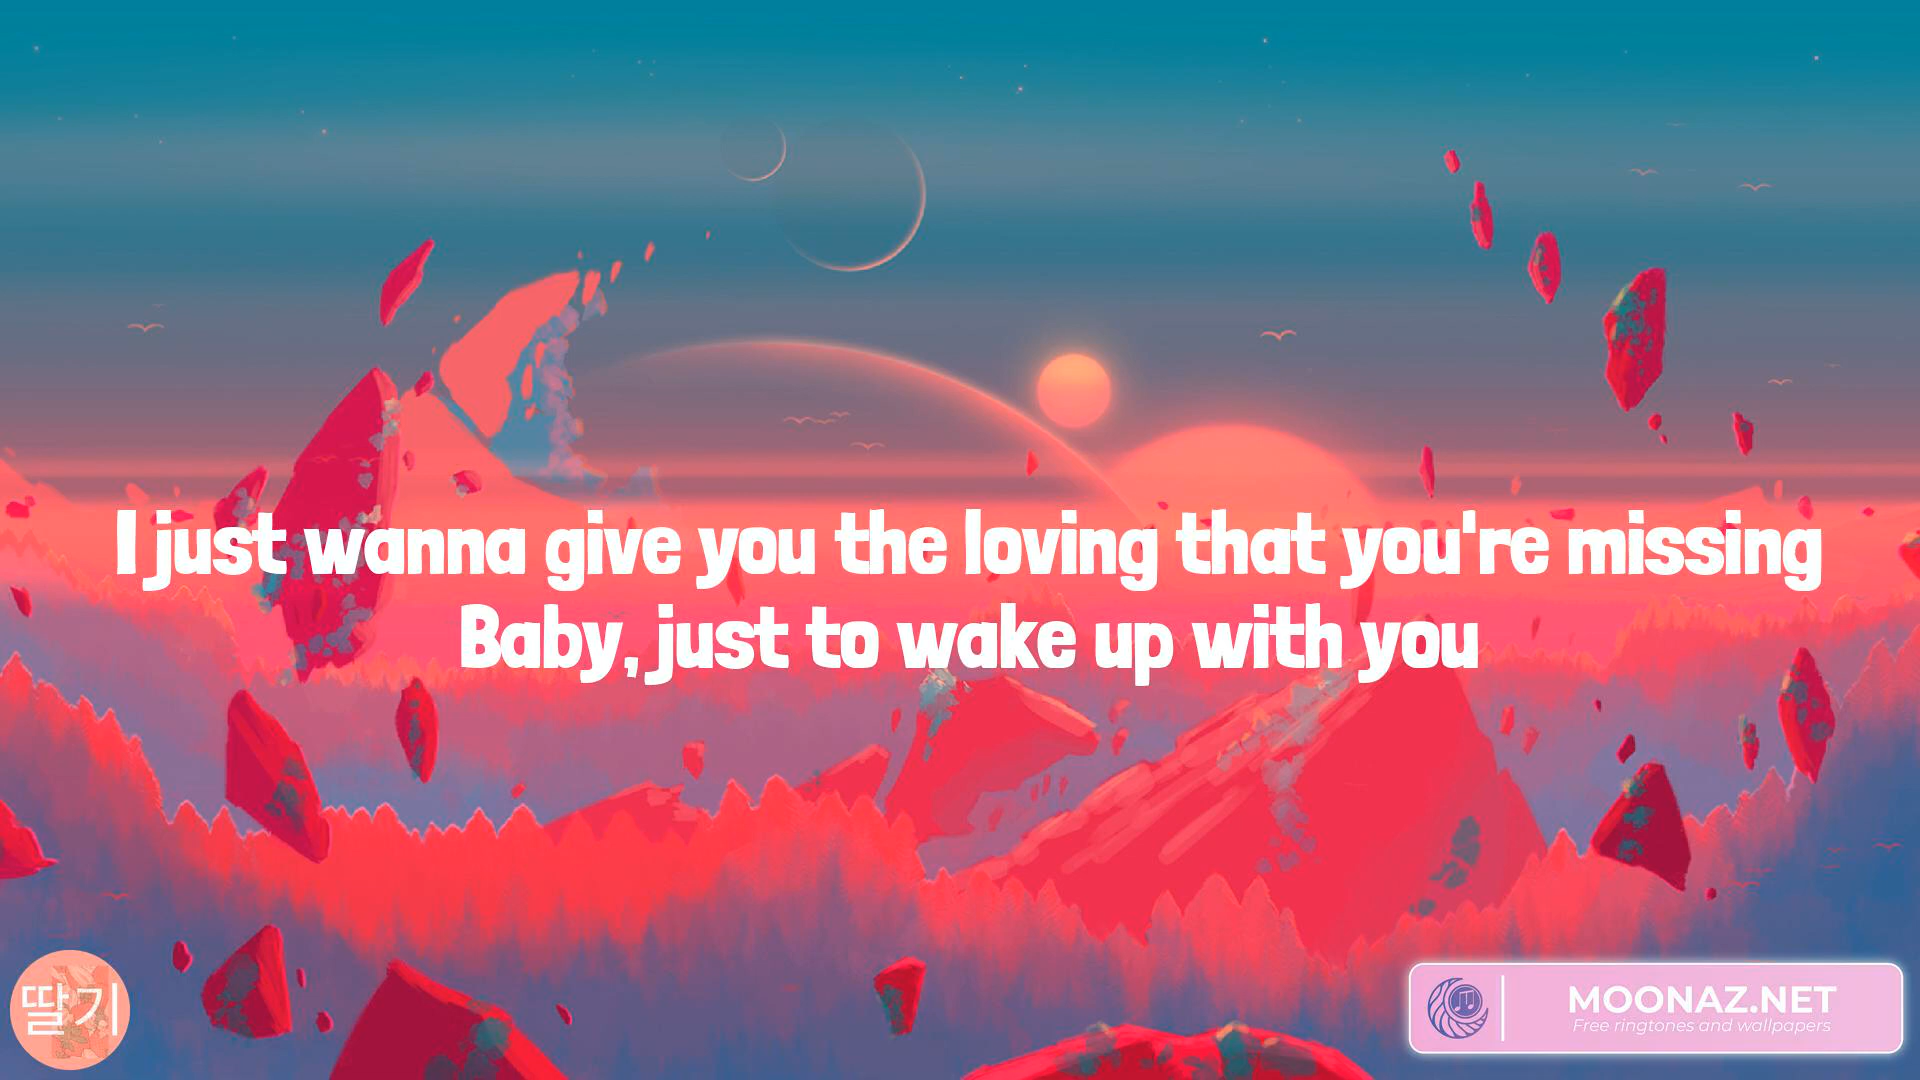 I just wanna give you the loving that you're missing
Baby, just to wake up with you
딸기
MOONAZ.NET
Free ringtones and wallpapers